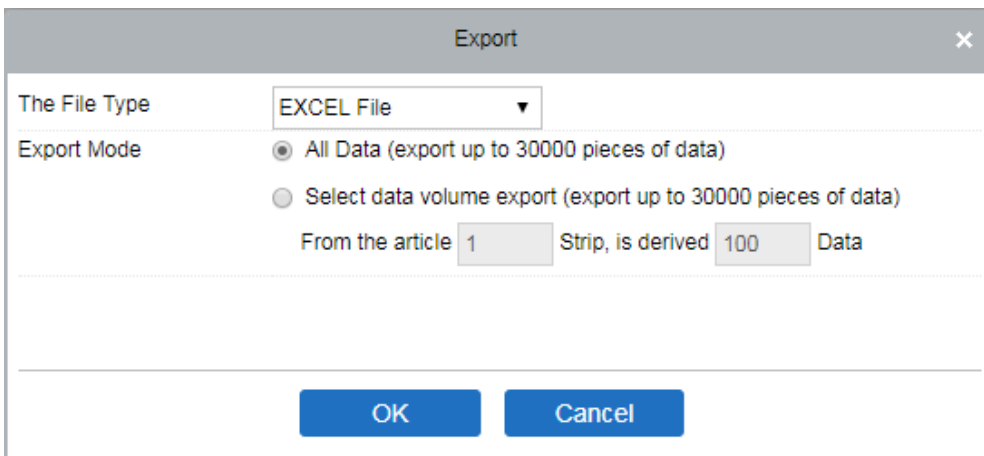 Export
The File Type EXCEL File
Export Mode All Data (export up to 30000 pieces of data)
Select data volume export (export up to 30000 pieces of data)
From the article 1 Strip, is derived 100 Data
OK Cancel